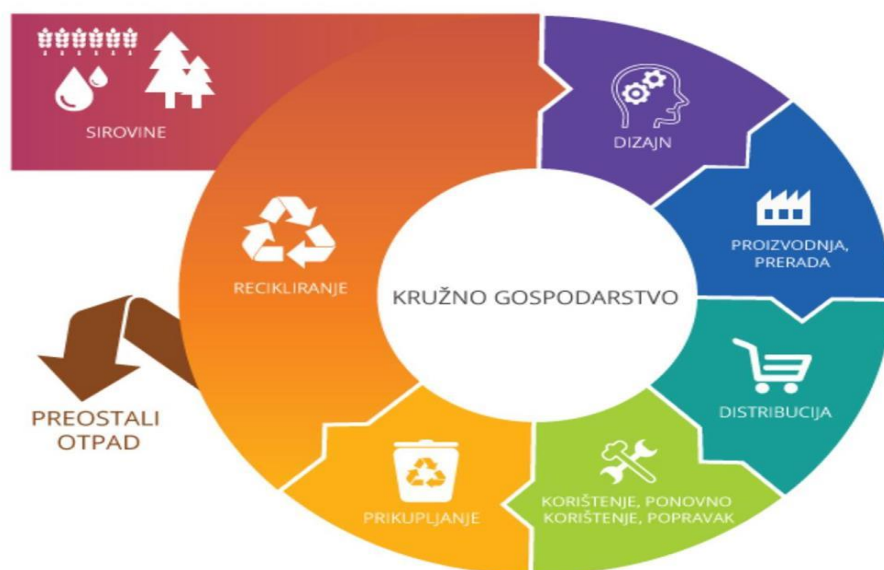 SIROVINE
DIZAJN
PROIZVODNJA,
PRERADA
DISTRIBUCIJA
KORIŠTENJE, PONOVNO
KORIŠTENJE, POPRAVAK
PRIKUPLJANJE
RECIKLIRANJE
KRUŽNO GOSPODARSTVO
PREOSTALI
OTPAD